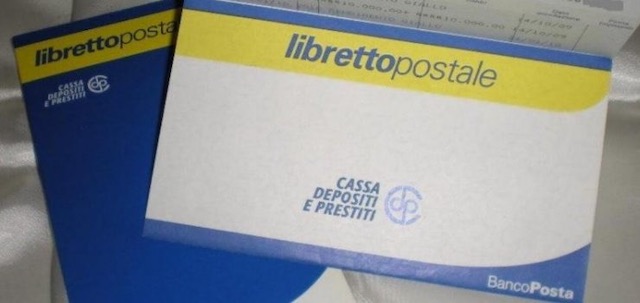 librettopostale
CASSA
DEPOSITI
E PRESTITI
librettopostale
CASSA
DEPOSITI
E PRESTITI
BancoPosta